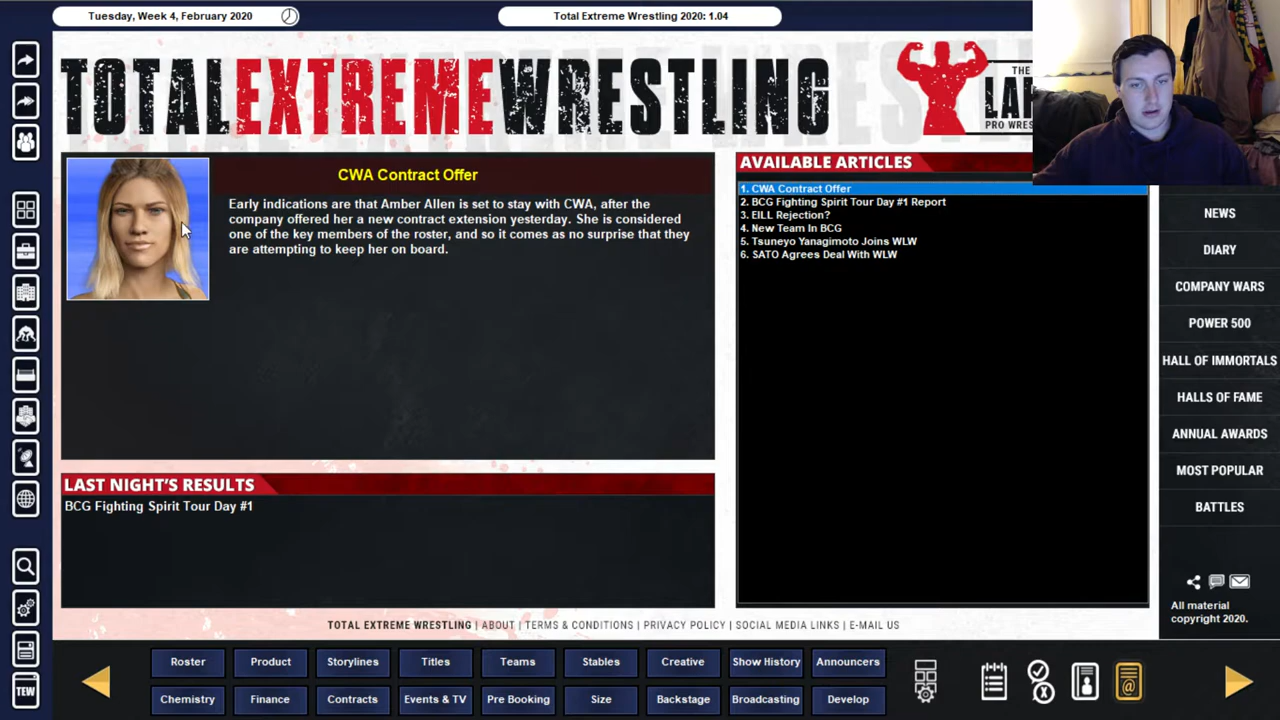 Tuesday, Week 4, February 2020
Total Extreme Wrestling 2020: 1.04
TOTALEXTREMEWRESTLING
THE
PRO WRES
CWA Contract Offer
Early indications are that Amber Allen is set to stay with CWA, after the
company offered her a new contract extension yesterday. She is considered
one of the key members of the roster, and so it comes as no surprise that they
are attempting to keep her on board.
AVAILABLE ARTICLES
1. CWA Contract Offer
2. BCG Fighting Spirit Tour Day #1 Report
3. EILL Rejection?
4. New Team In BCG
5. Tsuneyo Yanagimoto Joins WLW
6. SATO Agrees Deal With WLW
LAST NIGHT'S RESULTS
BCG Fighting Spirit Tour Day #1
NEWS
DIARY
COMPANY WARS
POWER 500
HALL OF IMMORTALS
HALLS OF FAME
ANNUAL AWARDS
MOST POPULAR
BATTLES
All material
copyright 2020.
TOTAL EXTREME WRESTLING | ABOUT | TERMS & CONDITIONS | PRIVACY POLICY | SOCIAL MEDIA LINKS | E-MAIL US
Roster Product Storylines Titles Teams Stables Creative Show History Announcers
Chemistry Finance Contracts Events & TV Pre Booking Size Backstage Broadcasting Develop
TEW